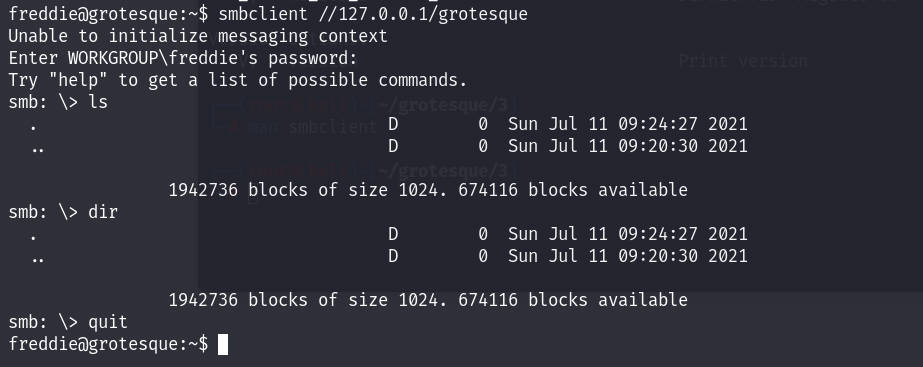 freddie@grotesque:~$ smbclient //127.0.0.1/grotesque
Unable to initialize messaging context
Enter WORKGROUP\freddie's password:
Print version
Try "help" to get a list of possible commands.
smb: \> ls
~/grotesque/3
. D 0 Sun Jul 11 09:24:27 2021
man smbclient
.. D 0 Sun Jul 11 09:20:30 2021
~/grotesque/3
1942736 blocks of size 1024. 674116 blocks available
smb: \> dir
. D 0 Sun Jul 11 09:24:27 2021
.. D 0 Sun Jul 11 09:20:30 2021
1942736 blocks of size 1024. 674116 blocks available
smb: \> quit
freddie@grotesque:~$